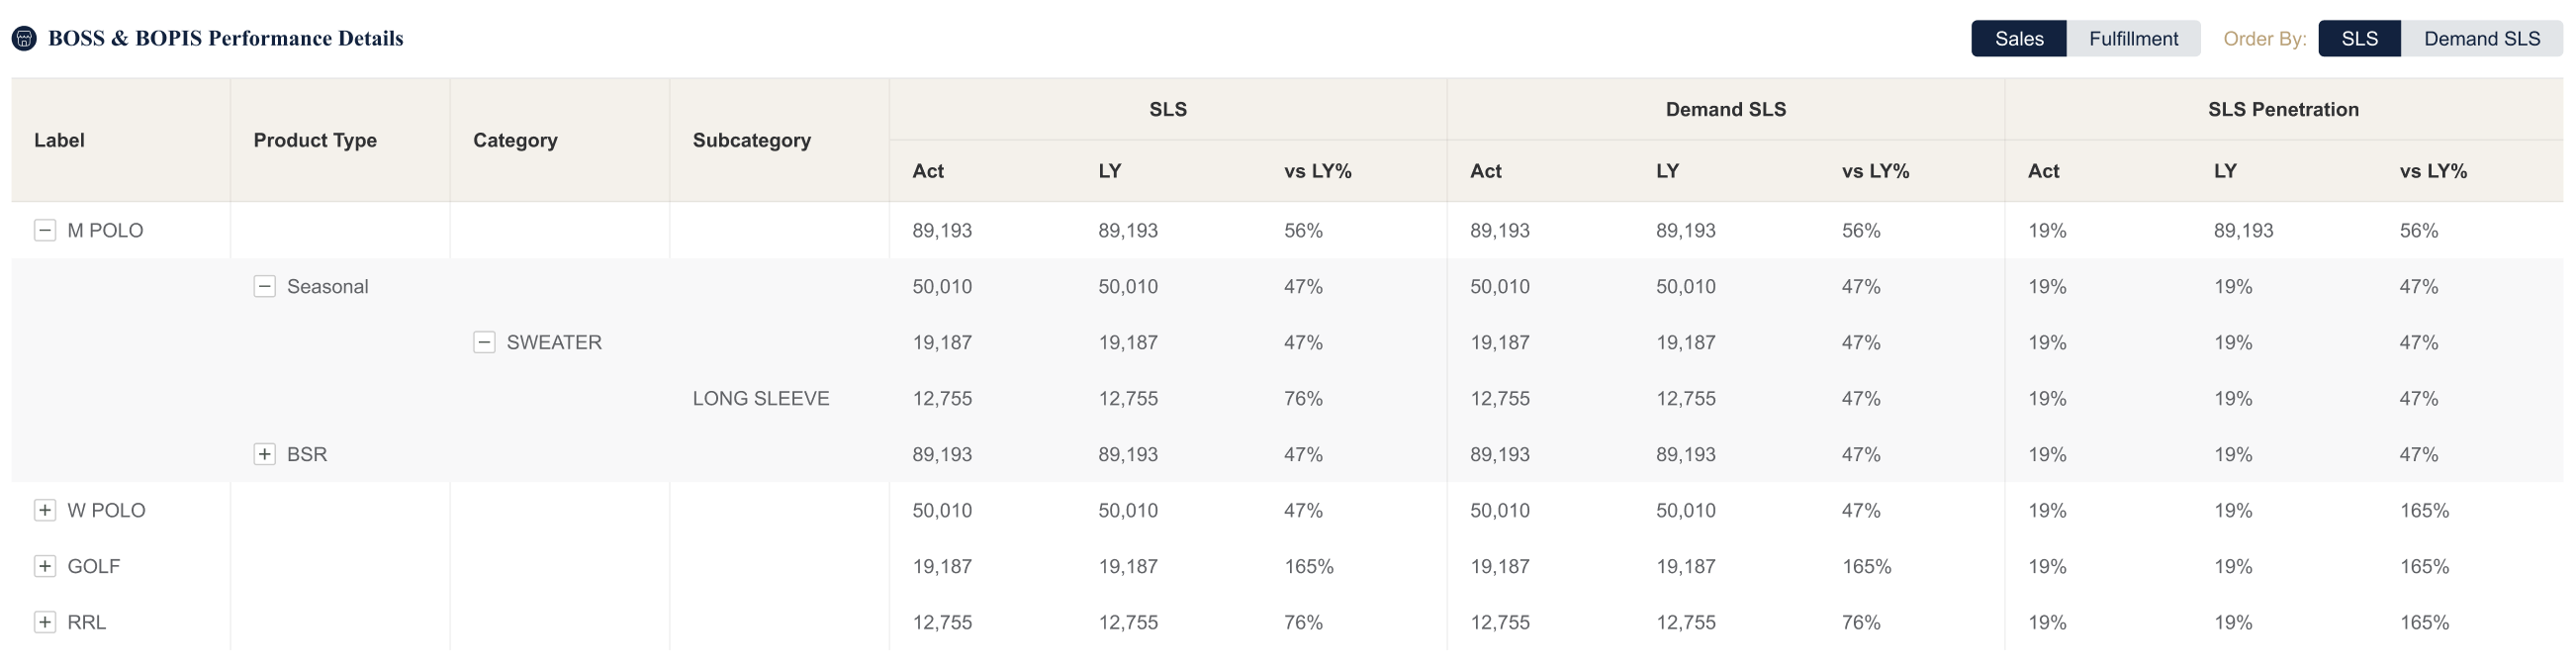 BOSS & BOPIS Performance Details Sales Fulfillment Order By: SLS Demand SLS
SLS Demand SLS SLS Penetration
Label Product Type Category Subcategory
Act LY vs LY% Act LY vs LY% Act LY vs LY%
M POLO 89,193 89,193 56% 89,193 89,193 56% 19% 89,193 56%
Seasonal 50,010 50,010 47% 50,010 50,010 47% 19% 19% 47%
SWEATER 19,187 19,187 47% 19,187 19,187 47% 19% 19% 47%
LONG SLEEVE 12,755 12,755 76% 12,755 12,755 47% 19% 19% 47%
BSR 89,193 89,193 47% 89,193 89,193 47% 19% 19% 47%
W POLO 50,010 50,010 47% 50,010 50,010 47% 19% 19% 165%
GOLF 19,187 19,187 165% 19,187 19,187 165% 19% 19% 165%
RRL 12,755 12,755 76% 12,755 12,755 76% 19% 19% 165%